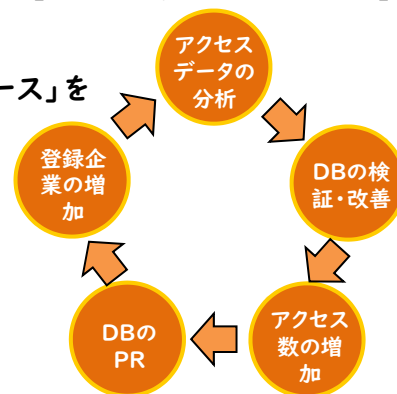 ース」を
アクセス
データの
分析
DBの検
証・改善
アクセス
数の増
加
DBの
PR
登録企
業の増
加